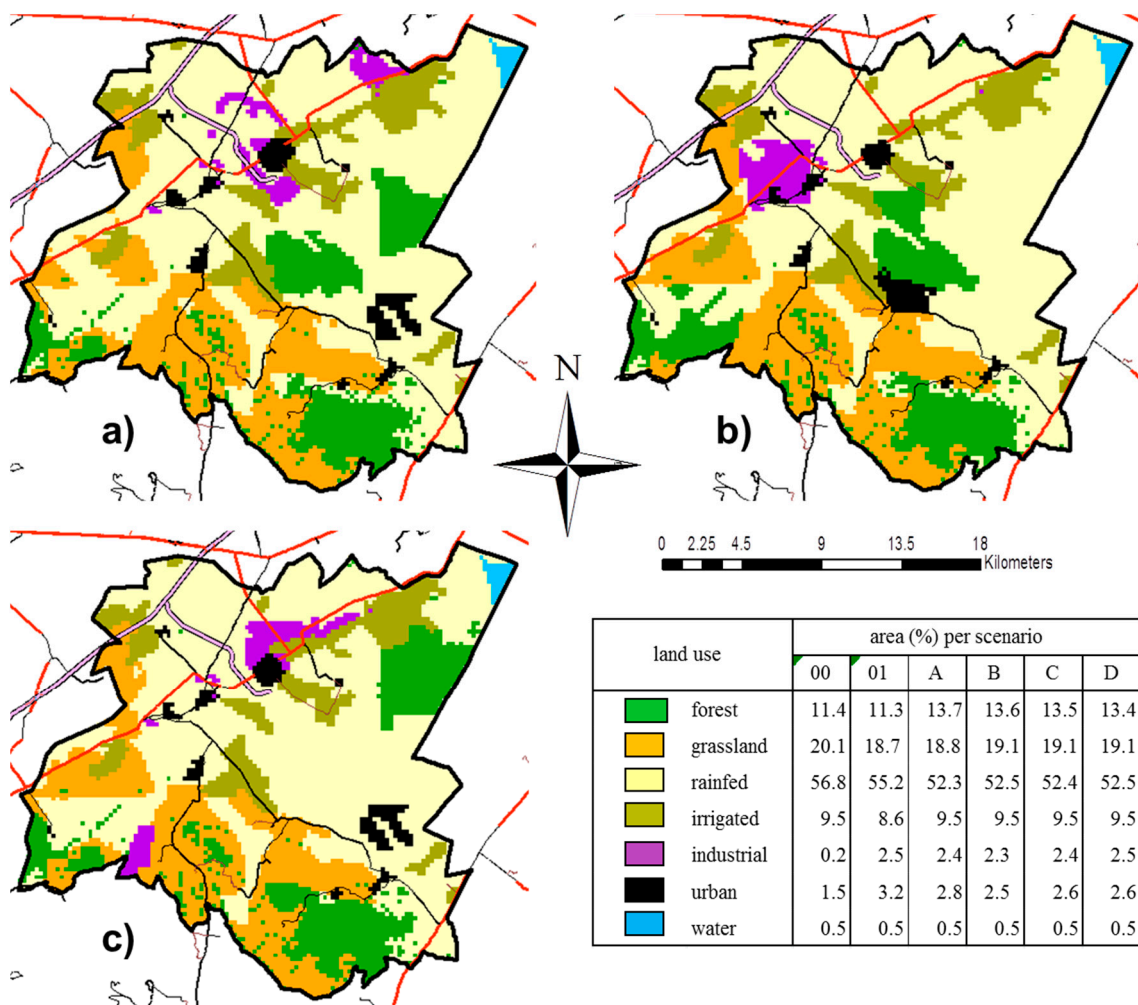 a)
b)
N
0 2.25 4.5 9 13.5 18
Kilometers
c)
land use area (%) per scenario
00 01 A B C D
forest 11.4 11.3 13.7 13.6 13.5 13.4
grassland 20.1 18.7 18.8 19.1 19.1 19.1
rainfed 56.8 55.2 52.3 52.5 52.4 52.5
irrigated 9.5 8.6 9.5 9.5 9.5 9.5
industrial 0.2 2.5 2.4 2.3 2.4 2.5
urban 1.5 3.2 2.8 2.5 2.6 2.6
water 0.5 0.5 0.5 0.5 0.5 0.5